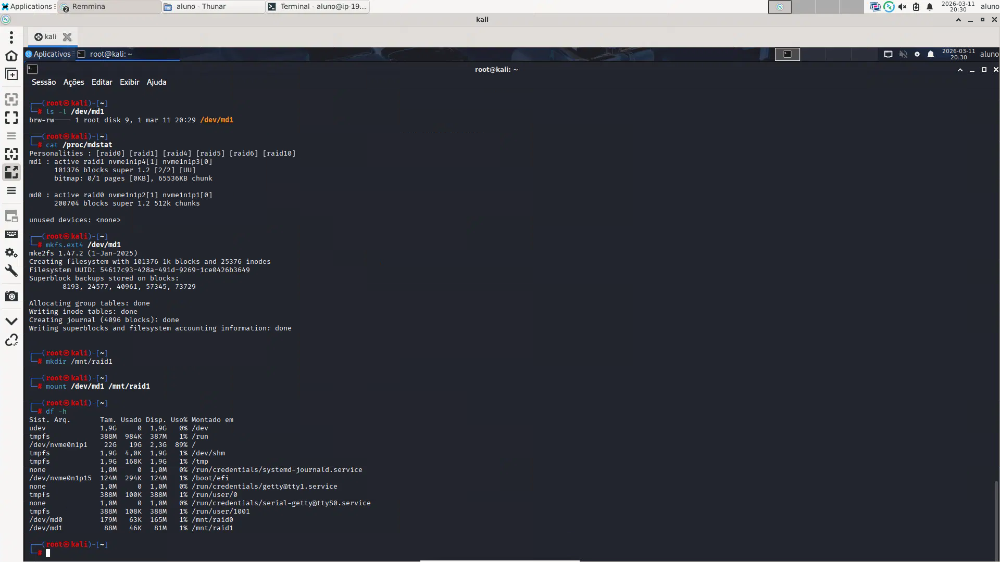 Applications
Remmina
aluno - Thunar
Terminal - aluno@ip-19...
2026-03-11
20:30
aluno
kali
kali
Aplicativos
root@kali: ~
2026-03-11
20:30
aluno
root@kali: ~
Sessão Ações Editar Exibir Ajuda
┌──(root㉿kali)-[~]
└─# ls -l /dev/md1
brw-rw---- 1 root disk 9, 1 mar 11 20:29 /dev/md1
┌──(root㉿kali)-[~]
└─# cat /proc/mdstat
Personalities : [raid0] [raid1] [raid4] [raid5] [raid6] [raid10]
md1 : active raid1 nvme1n1p4[1] nvme1n1p3[0]
      101376 blocks super 1.2 [2/2] [UU]
      bitmap: 0/1 pages [0KB], 65536KB chunk
md0 : active raid0 nvme1n1p2[1] nvme1n1p1[0]
      200704 blocks super 1.2 512k chunks
unused devices: <none>
┌──(root㉿kali)-[~]
└─# mkfs.ext4 /dev/md1
mke2fs 1.47.2 (1-Jan-2025)
Creating filesystem with 101376 1k blocks and 25376 inodes
Filesystem UUID: 54617c93-428a-491d-9269-1ce0426b3649
Superblock backups stored on blocks:
        8193, 24577, 40961, 57345, 73729
Allocating group tables: done
Writing inode tables: done
Creating journal (4096 blocks): done
Writing superblocks and filesystem accounting information: done
┌──(root㉿kali)-[~]
└─# mkdir /mnt/raid1
┌──(root㉿kali)-[~]
└─# mount /dev/md1 /mnt/raid1
┌──(root㉿kali)-[~]
└─# df -h
Sist. Arq.       Tam. Usado Disp. Uso% Montado em
udev             1,9G     0  1,9G   0% /dev
tmpfs            388M  984K  387M   1% /run
/dev/nvme0n1p1    22G   19G  2,3G  89% /
tmpfs            1,9G  4,0K  1,9G   1% /dev/shm
tmpfs            1,9G  168K  1,9G   1% /tmp
none             1,0M     0  1,0M   0% /run/credentials/systemd-journald.service
/dev/nvme0n1p15  124M  294K  124M   1% /boot/efi
none             1,0M     0  1,0M   0% /run/credentials/getty@tty1.service
tmpfs            388M  100K  388M   1% /run/user/0
none             1,0M     0  1,0M   0% /run/credentials/serial-getty@ttyS0.service
tmpfs            388M  108K  388M   1% /run/user/1001
/dev/md0         179M   63K  165M   1% /mnt/raid0
/dev/md1          88M   46K   81M   1% /mnt/raid1
┌──(root㉿kali)-[~]
└─#